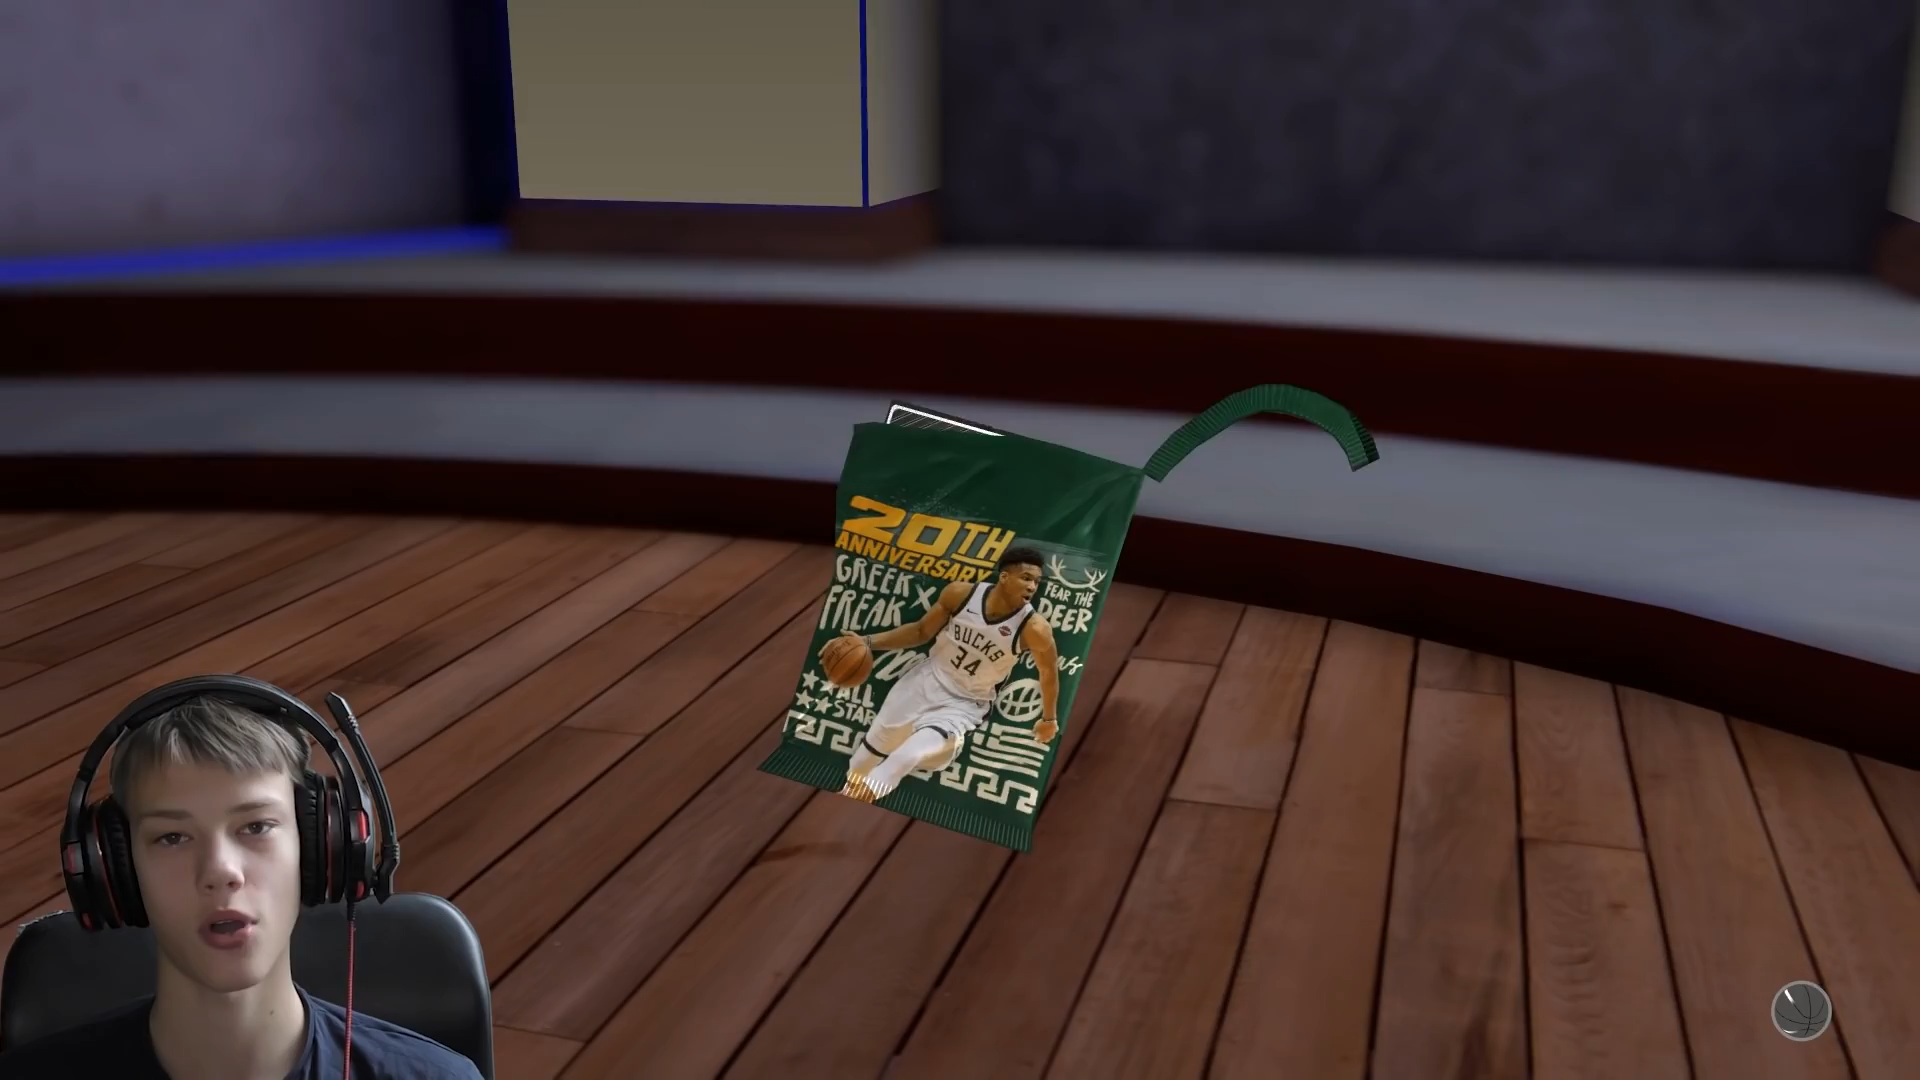 20TH
ANNIVERSARY
GREEK
FREAK X
FEAR THE
DEER
BUCKS
34
ALL
STAR